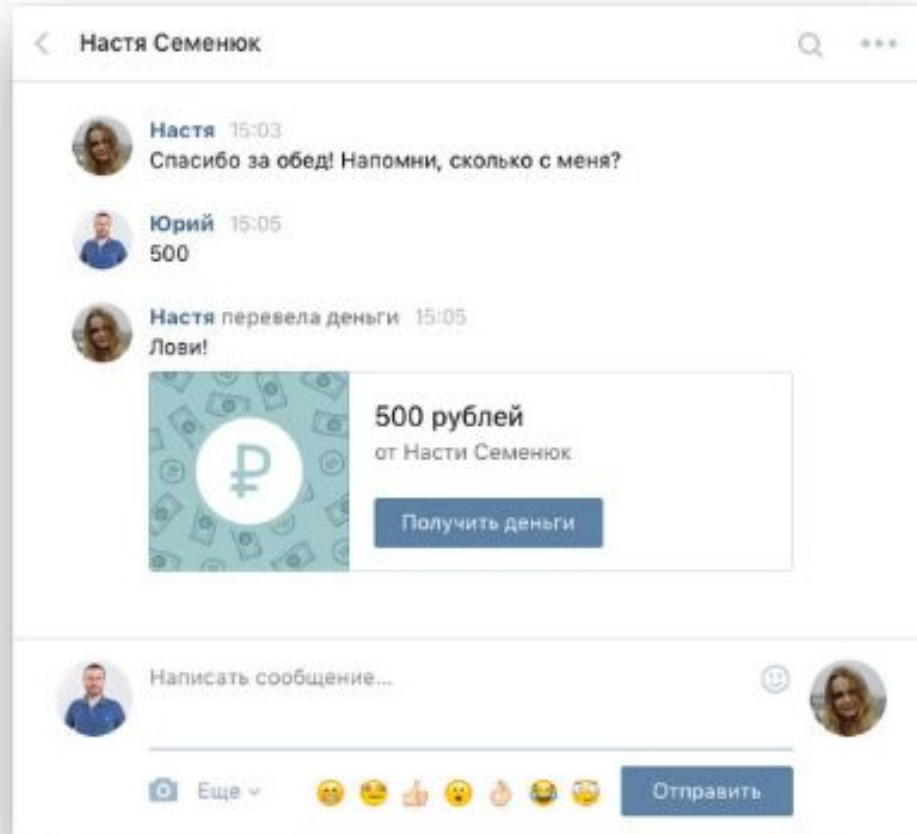 Настя Семенюк
Настя 15:03
Спасибо за обед! Напомни, сколько с меня?
Юрий 15:05
500
Настя перевела деньги 15:05
Лови!
500 рублей
от Насти Семенюк
Получить деньги
Написать сообщение...
Еще
Отправить